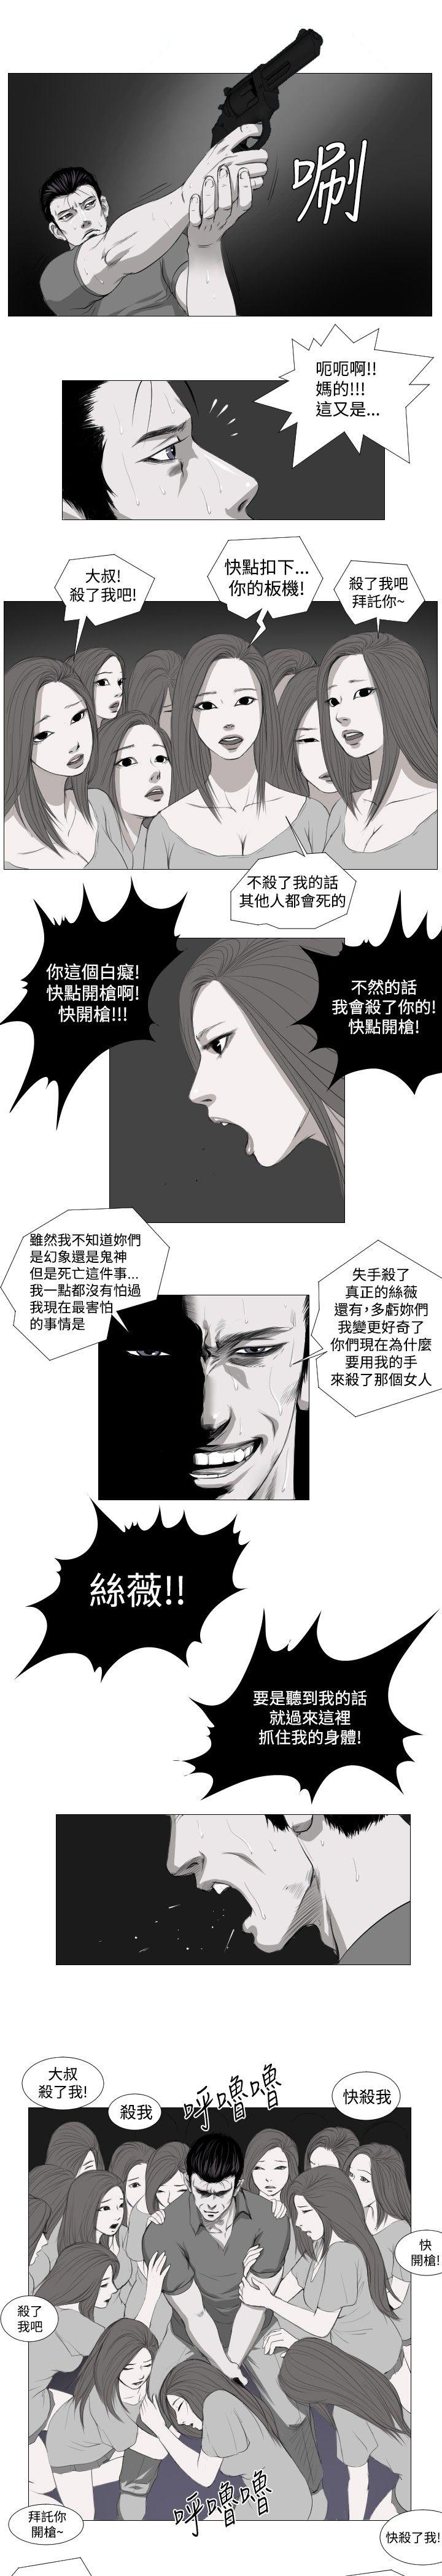 唰
呃呃啊!!
媽的!!!
這又是...
大叔!
殺了我吧!
快點扣下...
你的板機!
殺了我吧
拜託你~
不殺了我的話
其他人都會死的
你這個白癡!
快點開槍啊!
快開槍!!!
不然的話
我會殺了你的!
快點開槍!
雖然我不知道妳們
是幻象還是鬼神
但是死亡這件事...
我一點都沒有怕過
我現在最害怕
的事情是
失手殺了
真正的絲薇
還有,多虧妳們
我變更好奇了
你們現在為什麼
要用我的手
來殺了那個女人
絲薇!!
要是聽到我的話
就過來這裡
抓住我的身體!
大叔
殺了我!
殺我
呼嚕嚕
快殺我
快
開槍!
殺了
我吧
拜託你
開槍~
呼嚕嚕
快殺了我!